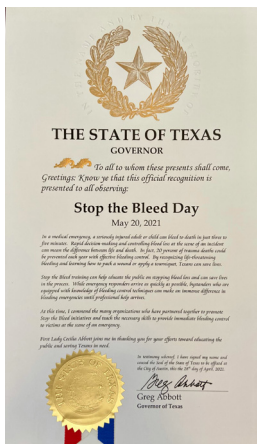 THE STATE OF TEXAS
GOVERNOR
To all to whom these presents shall come,
Greetings: Know ye that this official recognition is
presented to all observing:
Stop the Bleed Day
May 20, 2021
In a medical emergency, a seriously injured adult or child can bleed to death in just three to
five minutes. Rapid decision-making and controlling blood loss at the scene of an incident
can mean the difference between life and death. In fact, 20 percent of trauma deaths could
be prevented each year with effective bleeding control. By recognizing life-threatening
bleeding and learning how to pack a wound or apply a tourniquet, Texans can save lives.
Stop the Bleed training can help educate the public on stopping blood loss and can save lives
in the process. While emergency responders arrive as quickly as possible, bystanders who are
equipped with knowledge of bleeding control techniques can make an immense difference in
bleeding emergencies until professional help arrives.
At this time, I commend the many organizations who have partnered together to promote
Stop the Bleed initiatives and teach the necessary skills to provide immediate bleeding control
to victims at the scene of an emergency.
First Lady Cecilia Abbott joins me in thanking you for your efforts toward educating the
public and serving Texans in need.
In testimony whereof, I have signed my name and
caused the Seal of the State of Texas to be affixed at
the City of Austin, this the 28th day of April, 2021.
Greg Abbott
Greg Abbott
Governor of Texas